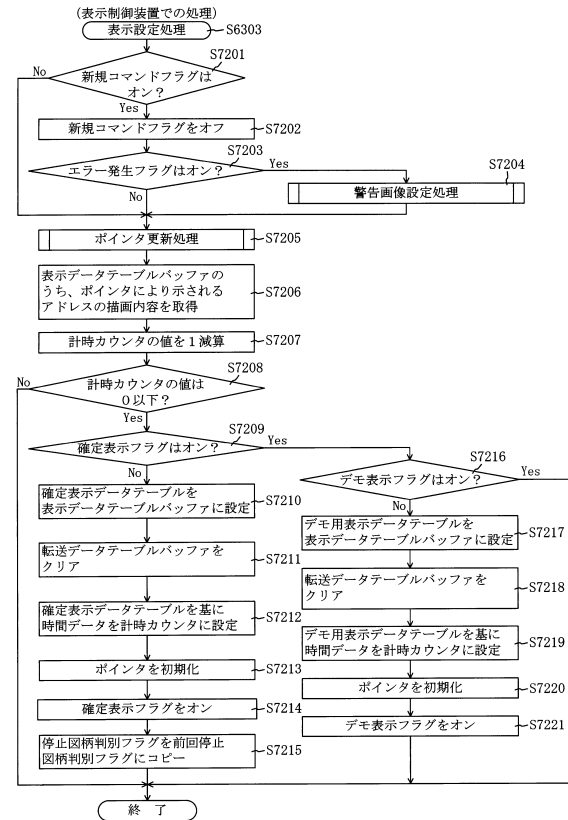 (表示制御装置での処理)
表示設定処理
S6303
S7201
新規コマンドフラグは
オン?
No
Yes
新規コマンドフラグをオフ
S7202
S7203
エラー発生フラグはオン?
Yes
No
S7204
警告画像設定処理
ポインタ更新処理
S7205
表示データテーブルバッファの
うち、ポインタにより示される
アドレスの描画内容を取得
S7206
計時カウンタの値を1減算
S7207
S7208
計時カウンタの値は
0以下?
No
Yes
S7209
確定表示フラグはオン?
Yes
No
確定表示データテーブルを
表示データテーブルバッファに設定
S7210
転送データテーブルバッファを
クリア
S7211
確定表示データテーブルを基に
時間データを計時カウンタに設定
S7212
ポインタを初期化
S7213
確定表示フラグをオン
S7214
停止図柄判別フラグを前回停止
図柄判別フラグにコピー
S7215
S7216
デモ表示フラグはオン?
Yes
No
デモ用表示データテーブルを
表示データテーブルバッファに設定
S7217
転送データテーブルバッファを
クリア
S7218
デモ用表示データテーブルを基に
時間データを計時カウンタに設定
S7219
ポインタを初期化
S7220
デモ表示フラグをオン
S7221
終 了